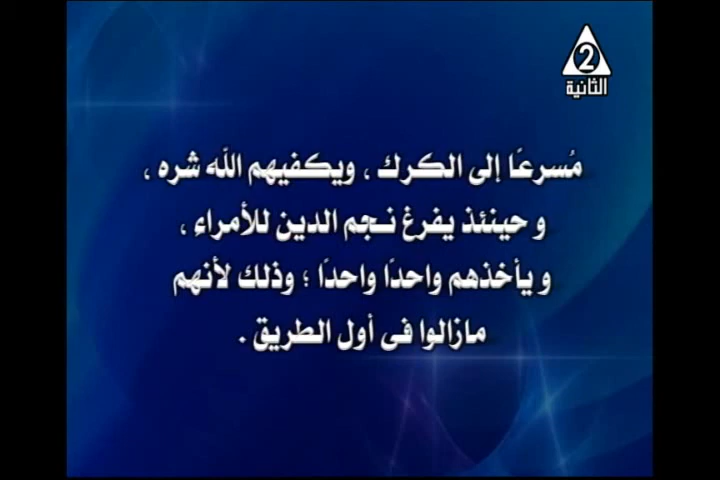 2
الثانية
مُسرعًا إلى الكرك ، ويكفيهم الله شره ،
و حينئذ يفرغ نجم الدين للأمراء ،
و يأخذهم واحدًا واحدًا ؛ وذلك لأنهم
مازالوا فى أول الطريق .